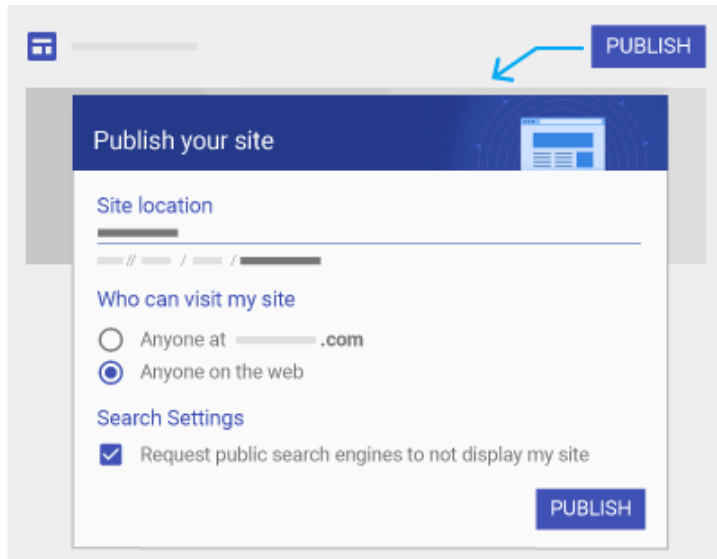 PUBLISH
Publish your site
Site location
// / /
Who can visit my site
Anyone at .com
Anyone on the web
Search Settings
Request public search engines to not display my site
PUBLISH